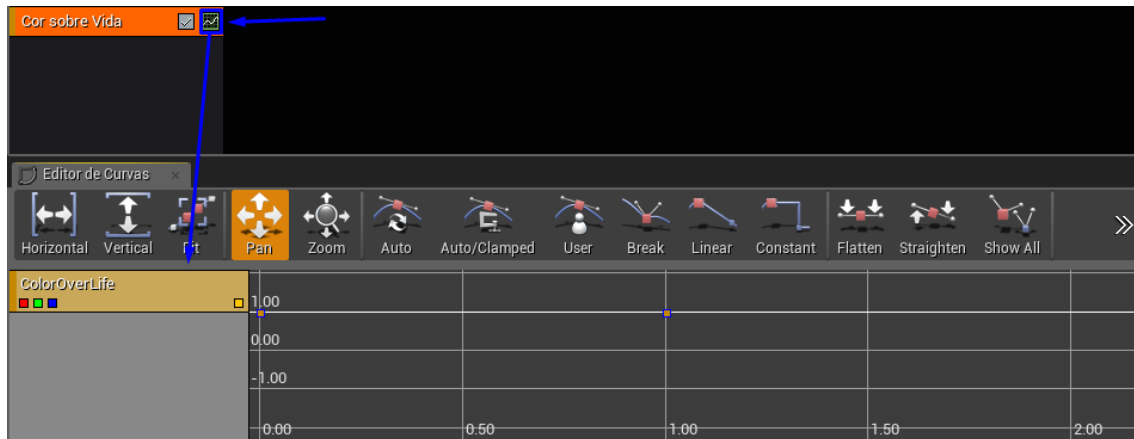 Cor sobre Vida
Editor de Curvas
Horizontal Vertical Fit Pan Zoom Auto Auto/Clamped User Break Linear Constant Flatten Straighten Show All
ColorOverLife
1.00
0.00
-1.00
0.00 0.50 1.00 1.50 2.00